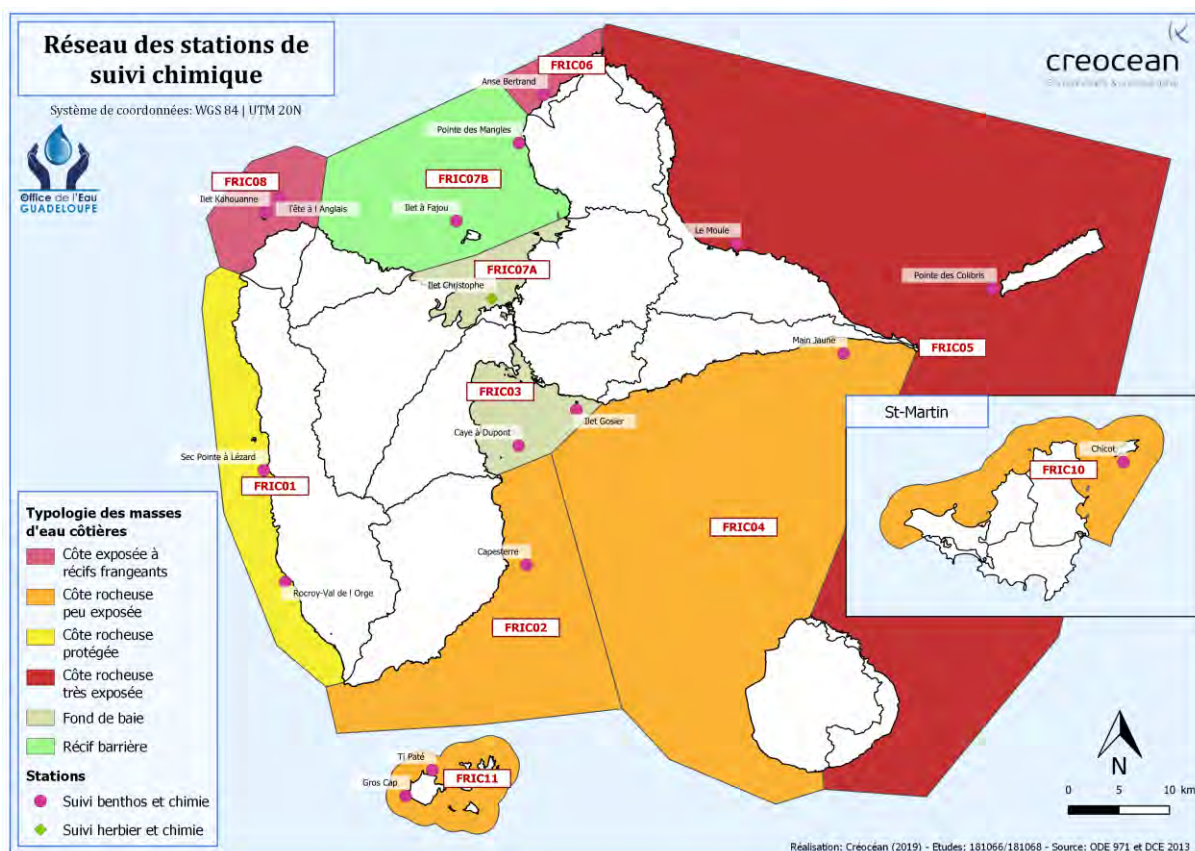 Réseau des stations de
suivi chimique
Système de coordonnées: WGS 84 | UTM 20N
Office de l'Eau
GUADELOUPE
creocean
FRIC06
Anse Bertrand
Pointe des Mangles
FRIC08
FRIC07B
Ilet Kahouanne
Tête à l Anglais
Ilet à Fajou
Le Moule
FRIC07A
Pointe des Colibris
Ilet Christophe
FRIC05
Main Jaune
FRIC03
Ilet Gosier
Caye à Dupont
St-Martin
Chicot
FRIC10
Sec Pointe à Lézard
FRIC01
FRIC04
Capesterre
Rocroy-Val de l Orge
FRIC02
Ti Paté
FRIC11
Gros Cap
Typologie des masses
d'eau côtières
Côte exposée à
récifs frangeants
Côte rocheuse
peu exposée
Côte rocheuse
protégée
Côte rocheuse
très exposée
Fond de baie
Récif barrière
Stations
Suivi benthos et chimie
Suivi herbier et chimie
N
0 5 10 km
Réalisation: Créocéan (2019) - Etudes: 181066/181068 - Source: ODE 971 et DCE 2013